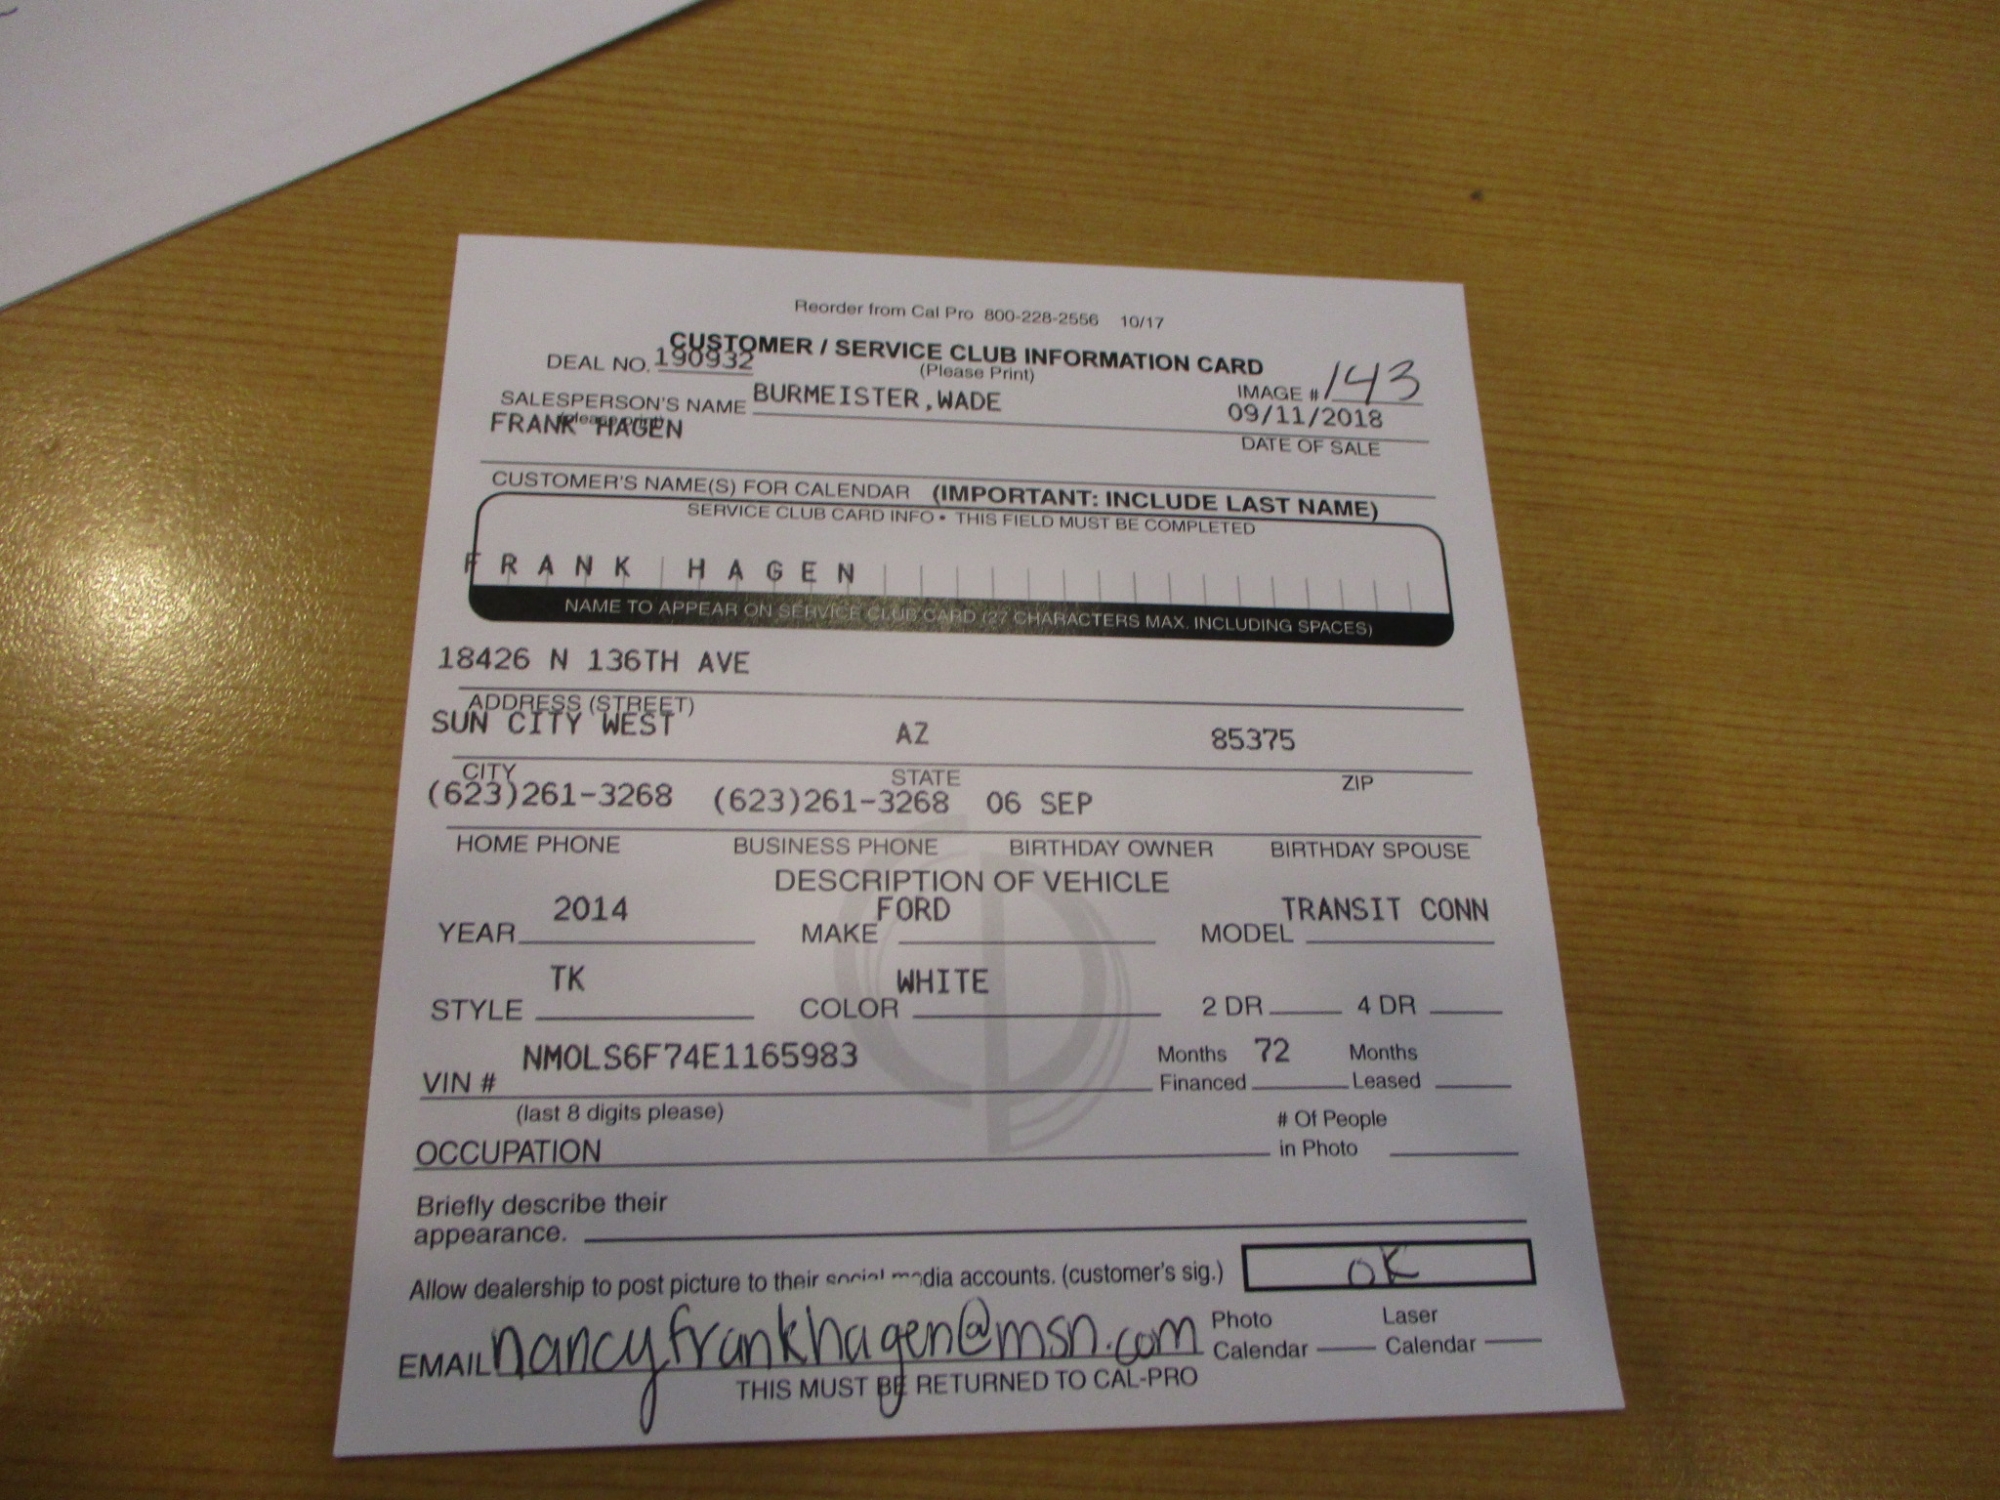 Reorder from Cal Pro 800-228-2556 10/17
CUSTOMER / SERVICE CLUB INFORMATION CARD
DEAL NO. 190932 (Please Print) IMAGE # 143
SALESPERSON'S NAME BURMEISTER,WADE 09/11/2018
(please print) DATE OF SALE
FRANK HAGEN
CUSTOMER'S NAME(S) FOR CALENDAR (IMPORTANT: INCLUDE LAST NAME)
SERVICE CLUB CARD INFO • THIS FIELD MUST BE COMPLETED
FRANK HAGEN
NAME TO APPEAR ON SERVICE CLUB CARD (27 CHARACTERS MAX. INCLUDING SPACES)
18426 N 136TH AVE
ADDRESS (STREET)
SUN CITY WEST AZ 85375
CITY STATE ZIP
(623)261-3268 (623)261-3268 06 SEP
HOME PHONE BUSINESS PHONE BIRTHDAY OWNER BIRTHDAY SPOUSE
DESCRIPTION OF VEHICLE
YEAR 2014 MAKE FORD MODEL TRANSIT CONN
STYLE TK COLOR WHITE 2 DR 4 DR
VIN # NMOLS6F74E1165983 Months Financed 72 Months Leased
(last 8 digits please)
OCCUPATION # Of People in Photo
Briefly describe their
appearance.
Allow dealership to post picture to their social media accounts. (customer's sig.) OK
EMAIL nancyfrankhagen@msn.com Photo Calendar Laser Calendar
THIS MUST BE RETURNED TO CAL-PRO